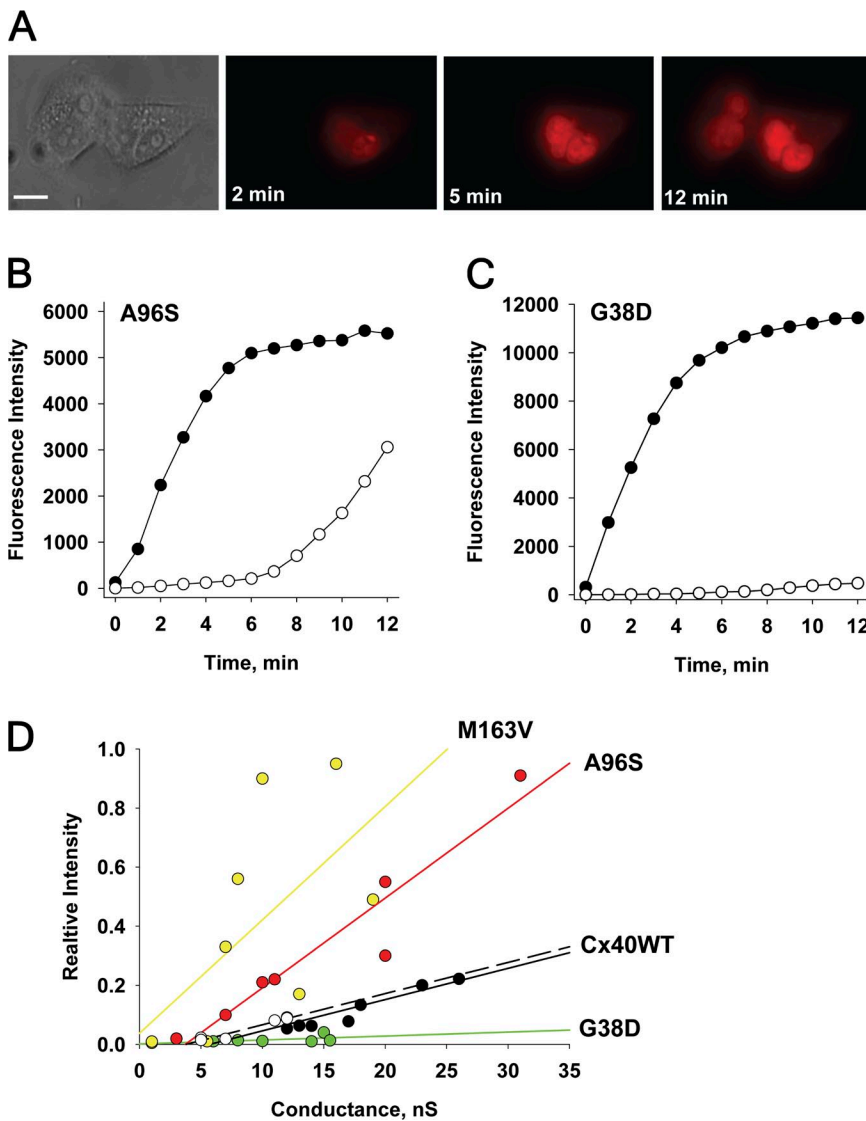 A
2 min
5 min
12 min
B
A96S
Fluorescence Intensity
6000
5000
4000
3000
2000
1000
0
0 2 4 6 8 10 12
Time, min
C
G38D
Fluorescence Intensity
12000
10000
8000
6000
4000
2000
0
0 2 4 6 8 10 12
Time, min
D
M163V
A96S
Cx40WT
G38D
Realtive Intensity
1.0
0.8
0.6
0.4
0.2
0.0
0 5 10 15 20 25 30 35
Conductance, nS